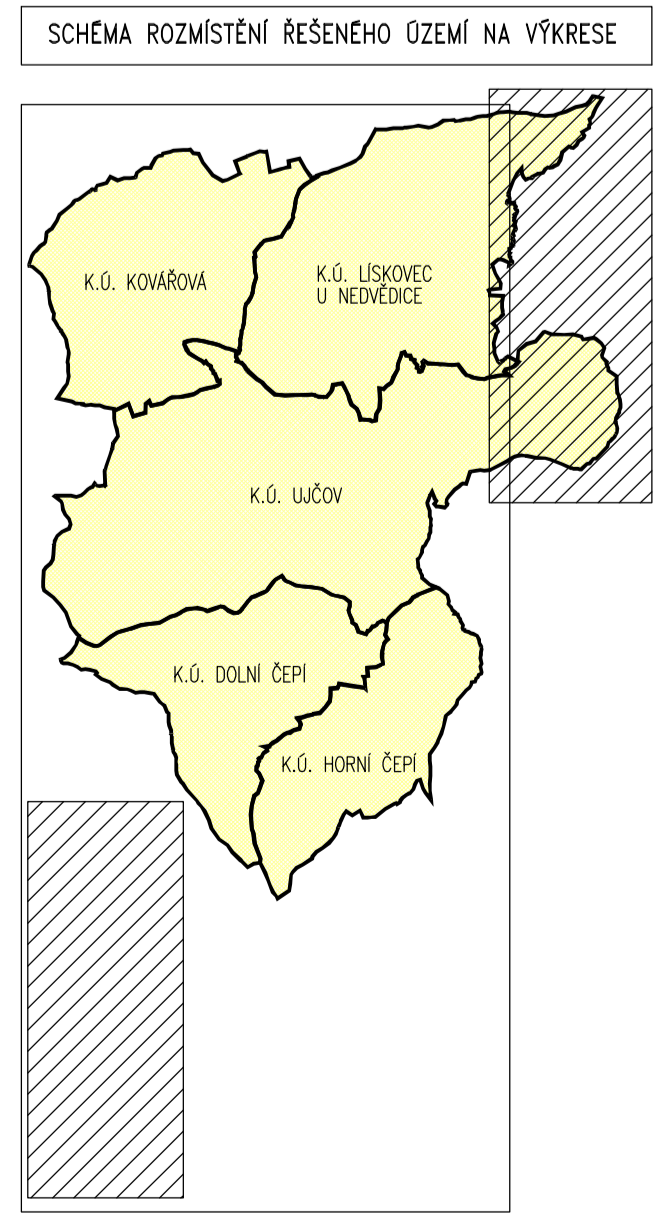 SCHÉMA ROZMÍSTĚNÍ ŘEŠENÉHO ÚZEMÍ NA VÝKRESE
K.Ú. KOVÁŘOVÁ
K.Ú. LÍSKOVEC
U NEDVĚDICE
K.Ú. UJČOV
K.Ú. DOLNÍ ČEPÍ
K.Ú. HORNÍ ČEPÍ